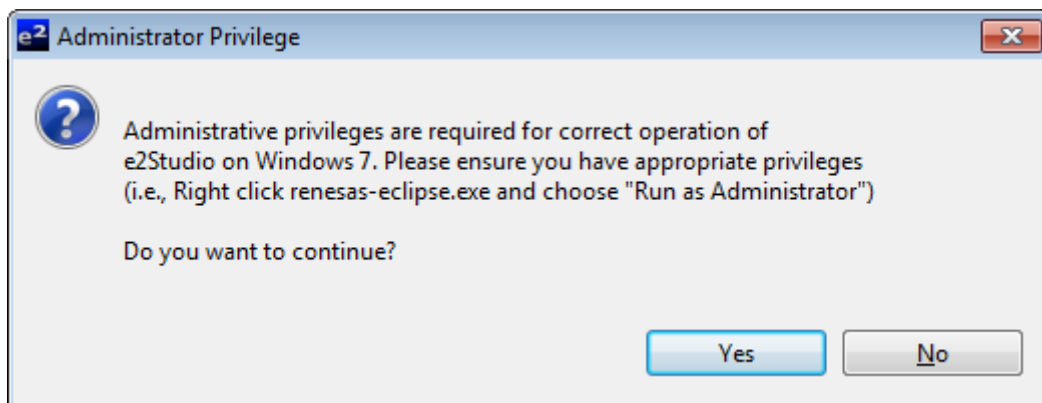 e² Administrator Privilege
Administrative privileges are required for correct operation of
e2Studio on Windows 7. Please ensure you have appropriate privileges
(i.e., Right click renesas-eclipse.exe and choose "Run as Administrator")
Do you want to continue?
Yes
No